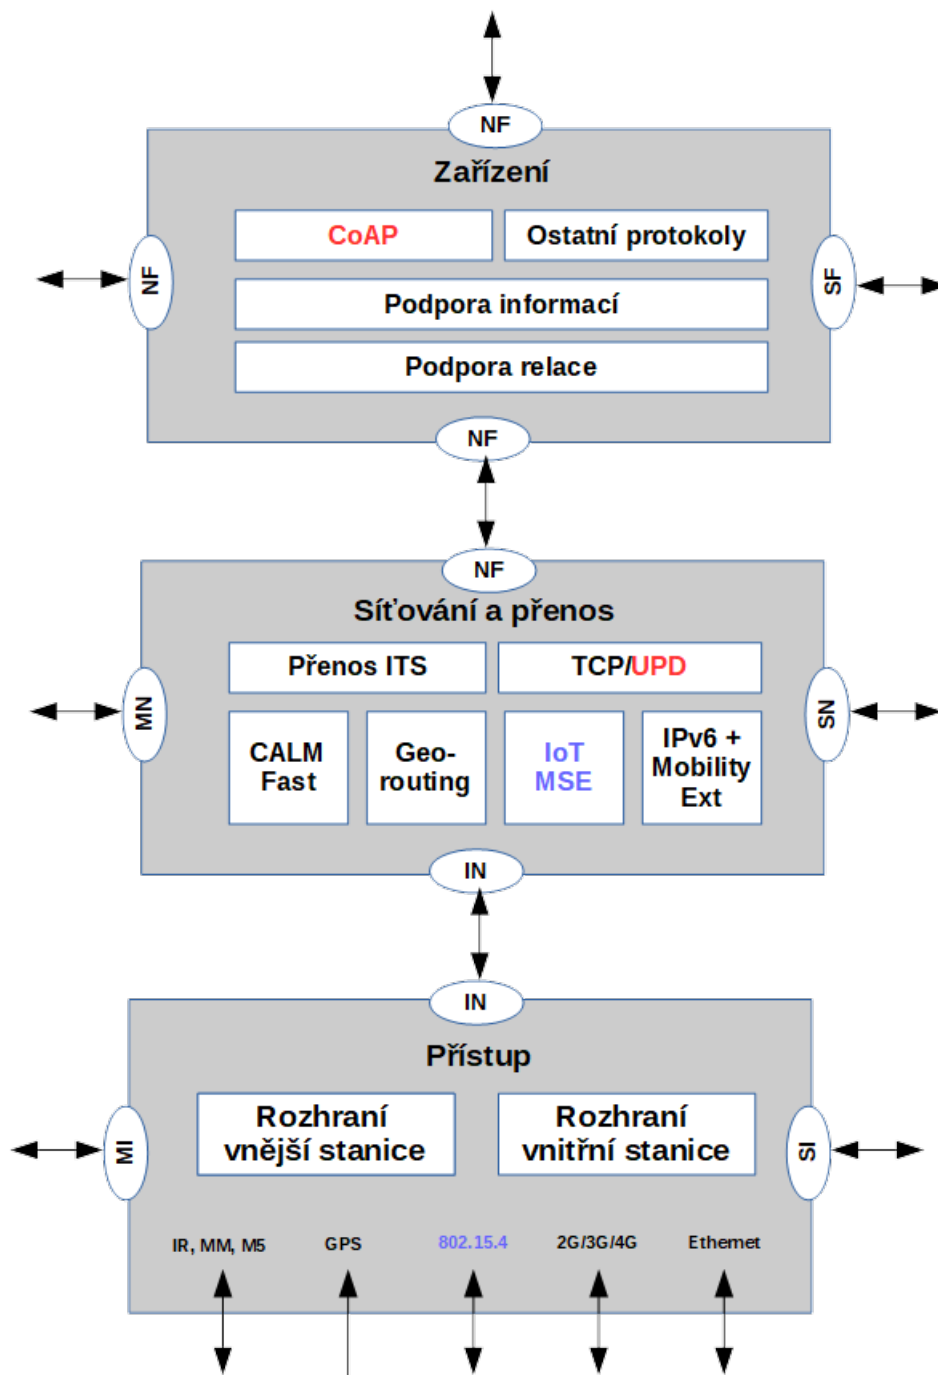 NF
Zařízení
CoAP
Ostatní protokoly
NF
SF
Podpora informací
Podpora relace
NF
NF
Síťování a přenos
Přenos ITS
TCP/UPD
MN
SN
CALM
Fast
Geo-
routing
IoT
MSE
IPv6 +
Mobility
Ext
IN
IN
Přístup
Rozhraní
vnější stanice
Rozhraní
vnitřní stanice
MI
SI
IR, MM, M5
GPS
802.15.4
2G/3G/4G
Ethernet